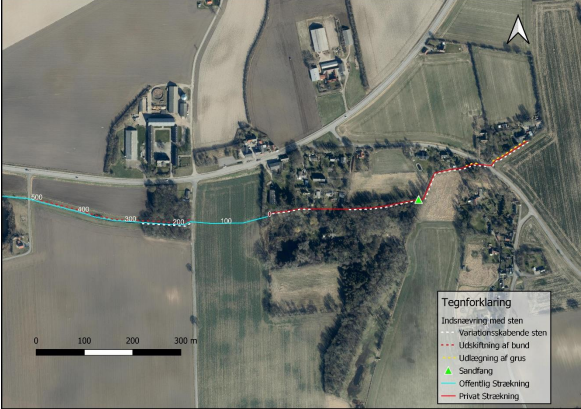 500
400
300
200
100
0
0 100 200 300 m
Tegnforklaring
Indsnævring med sten
Variationsskabende sten
Udskiftning af bund
Udlægning af grus
Sandfang
Offentlig Strækning
Privat Strækning